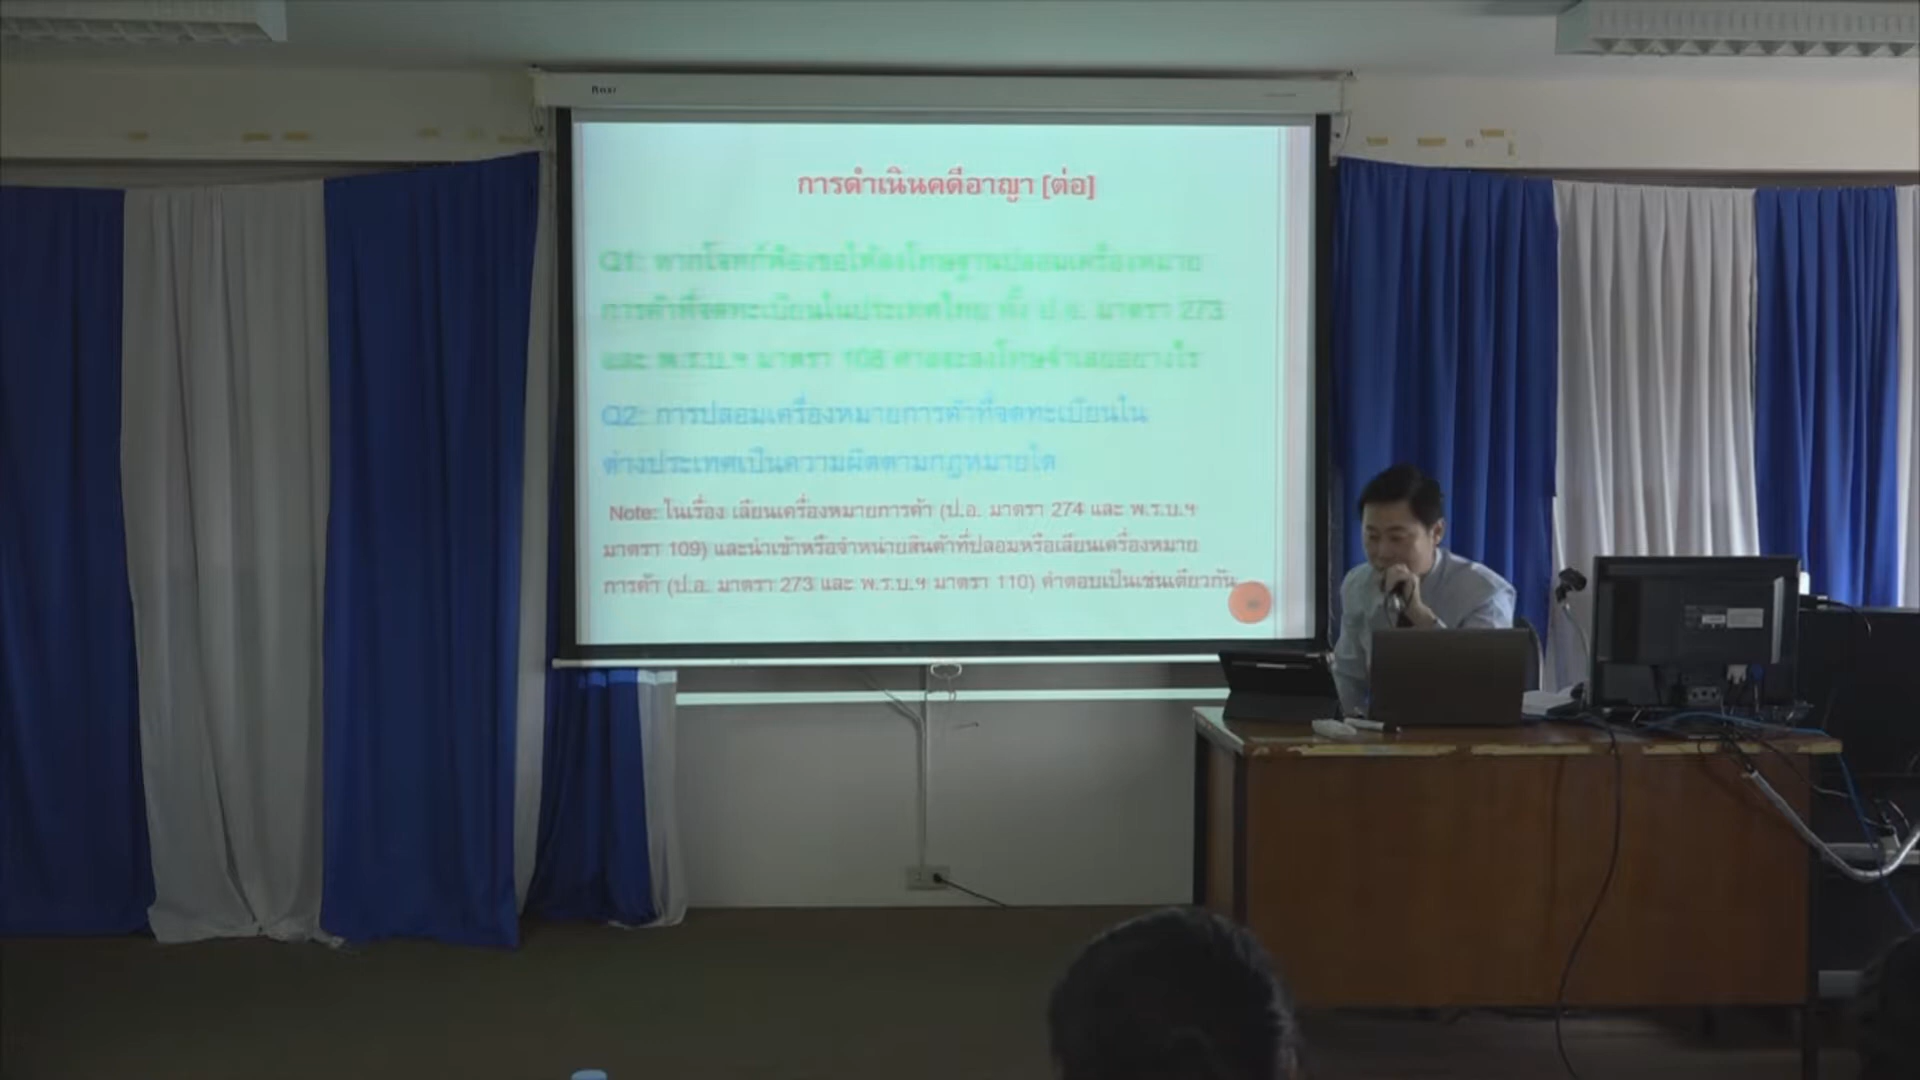 การดำเนินคดีอาญา [ต่อ]
Q1: หากโจทก์ฟ้องขอให้ลงโทษฐานปลอมเครื่องหมาย
การค้าที่จดทะเบียนในประเทศไทย ทั้ง ป.อ. มาตรา 273
และ พ.ร.บ.ฯ มาตรา 108 ศาลจะลงโทษจำเลยอย่างไร
Q2: การปลอมเครื่องหมายการค้าที่จดทะเบียนใน
ต่างประเทศเป็นความผิดตามกฎหมายใด
Note: ในเรื่อง เลียนเครื่องหมายการค้า (ป.อ. มาตรา 274 และ พ.ร.บ.ฯ
มาตรา 109) และนำเข้าหรือจำหน่ายสินค้าที่ปลอมหรือเลียนเครื่องหมาย
การค้า (ป.อ. มาตรา 273 และ พ.ร.บ.ฯ มาตรา 110) คำตอบเป็นเช่นเดียวกัน